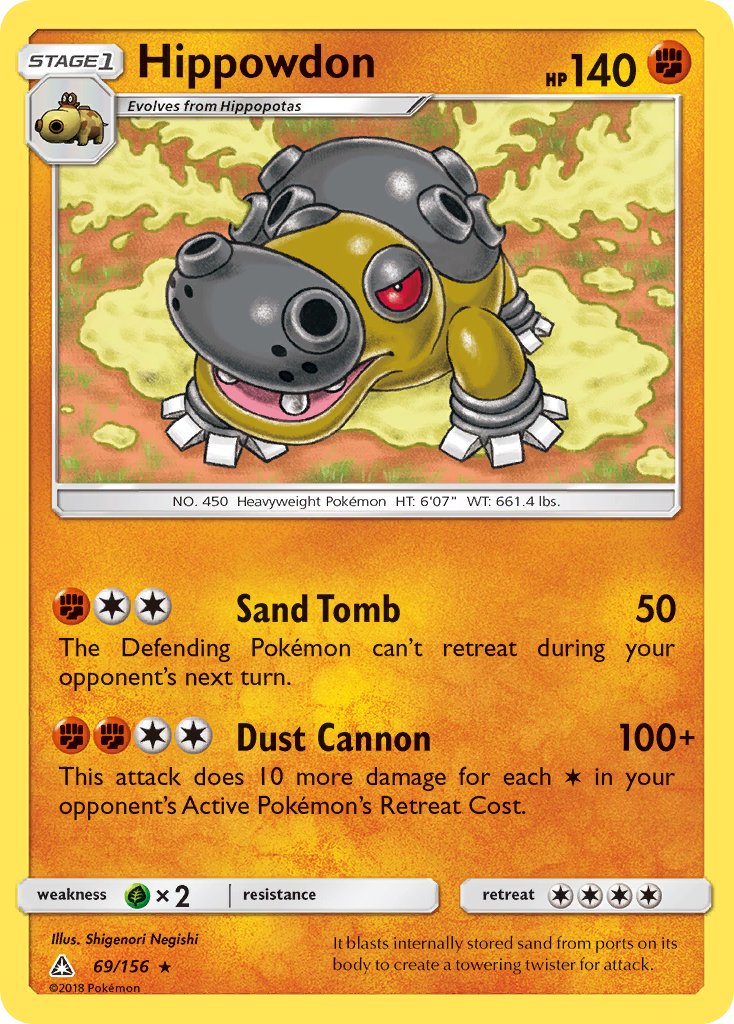 STAGE1
Hippowdon
HP140
Evolves from Hippopotas
NO. 450 Heavyweight Pokémon HT: 6'07" WT: 661.4 lbs.
Sand Tomb 50
The Defending Pokémon can't retreat during your
opponent's next turn.
Dust Cannon 100+
This attack does 10 more damage for each in your
opponent's Active Pokémon's Retreat Cost.
weakness ×2 resistance retreat
Illus. Shigenori Negishi
69/156
©2018 Pokémon
It blasts internally stored sand from ports on its
body to create a towering twister for attack.